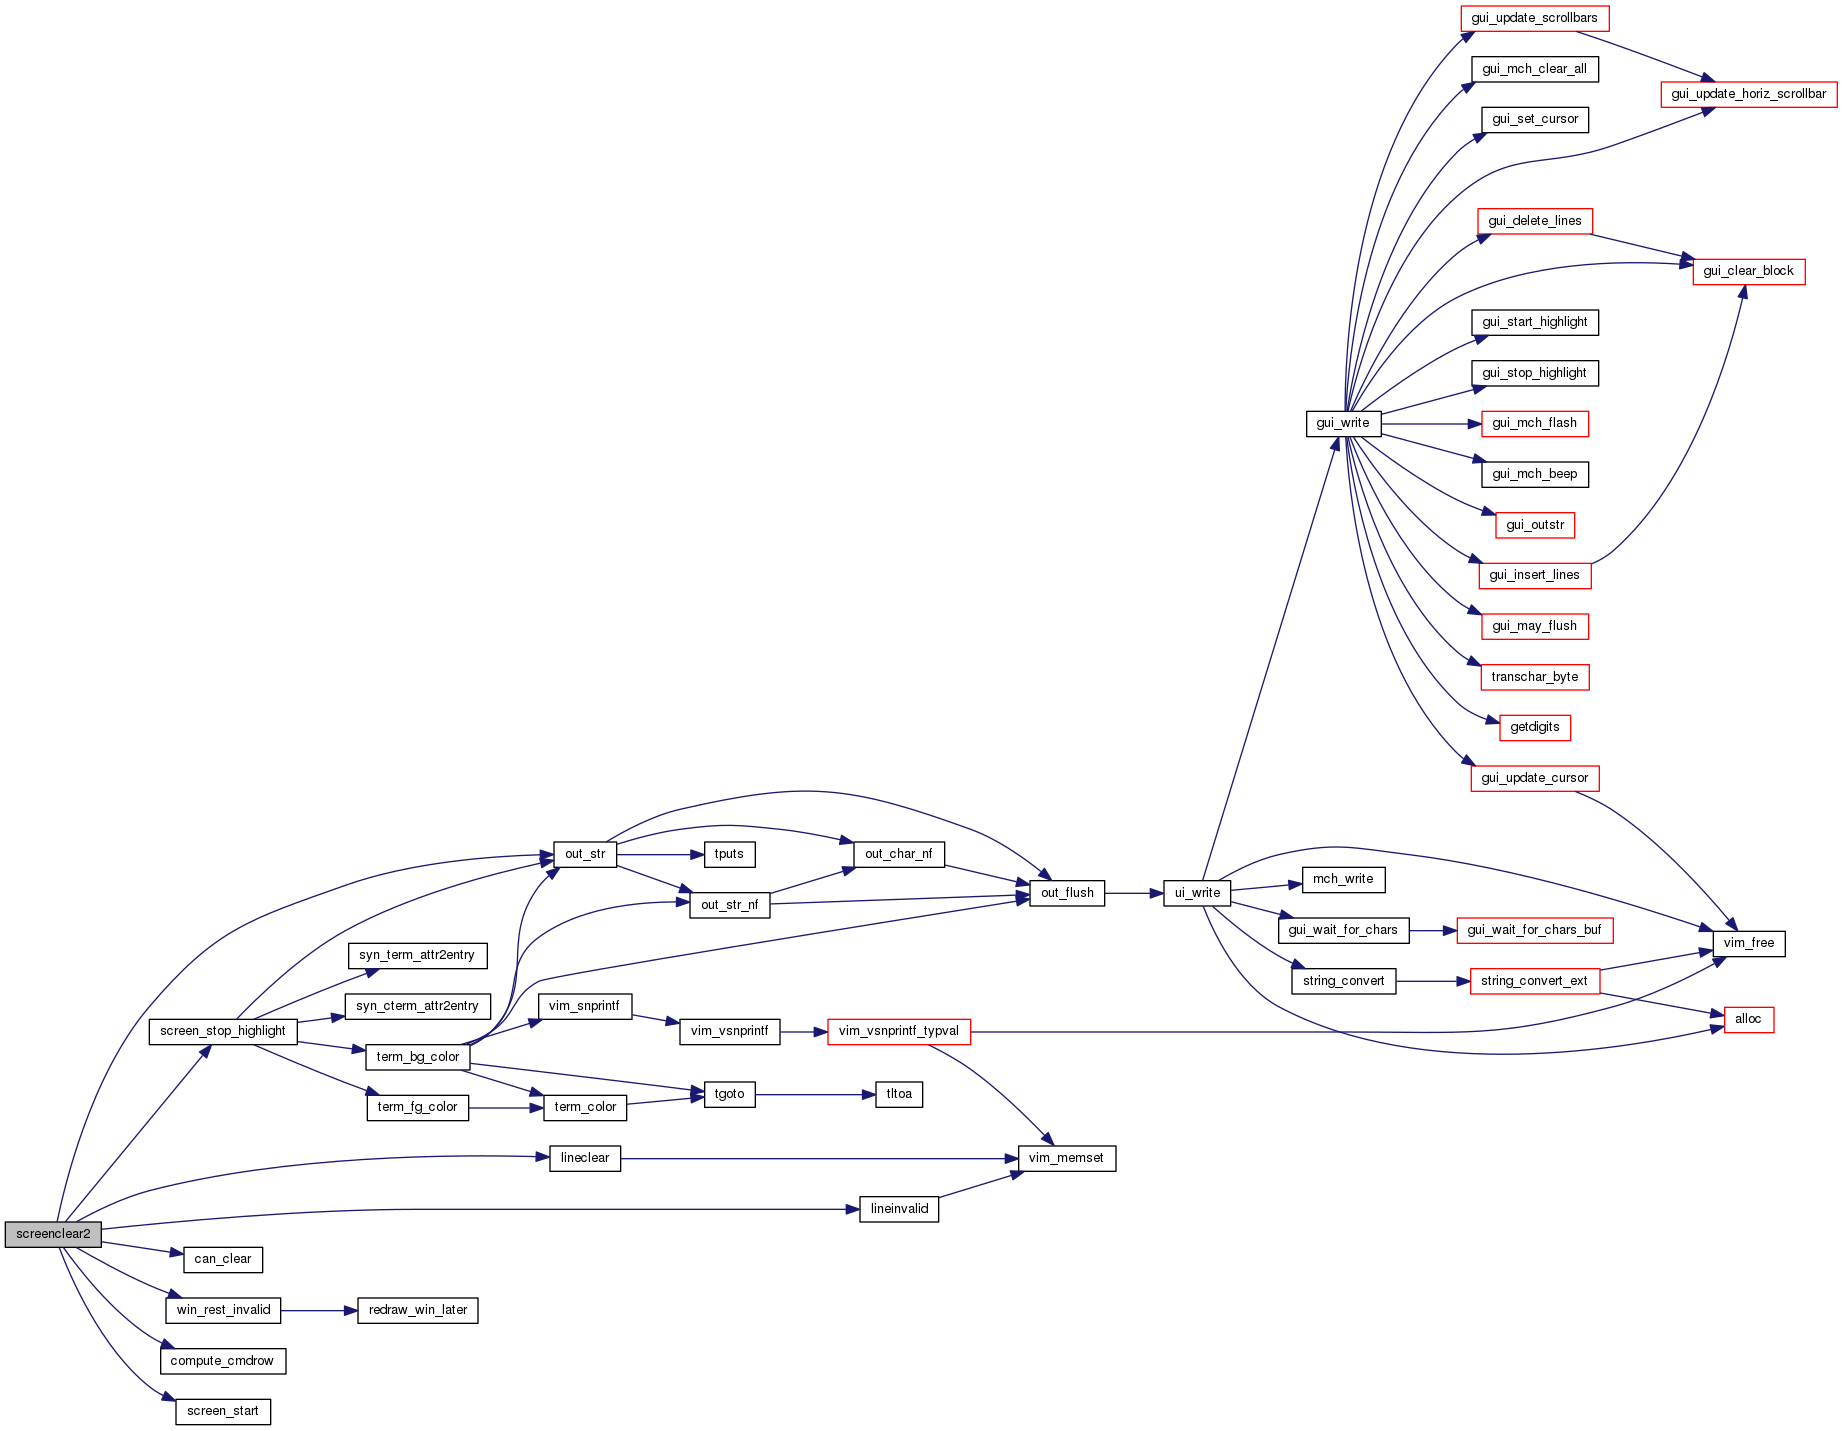 gui_update_scrollbars
gui_mch_clear_all
gui_update_horiz_scrollbar
gui_set_cursor
gui_delete_lines
gui_clear_block
gui_start_highlight
gui_stop_highlight
gui_write
gui_mch_flash
gui_mch_beep
gui_outstr
gui_insert_lines
gui_may_flush
transchar_byte
getdigits
gui_update_cursor
out_str
tputs
out_char_nf
mch_write
out_str_nf
out_flush
ui_write
gui_wait_for_chars
gui_wait_for_chars_buf
vim_free
syn_term_attr2entry
string_convert
string_convert_ext
syn_cterm_attr2entry
vim_snprintf
alloc
screen_stop_highlight
vim_vsnprintf
vim_vsnprintf_typval
term_bg_color
tgoto
tltoa
term_fg_color
term_color
lineclear
vim_memset
lineinvalid
screenclear2
can_clear
win_rest_invalid
redraw_win_later
compute_cmdrow
screen_start